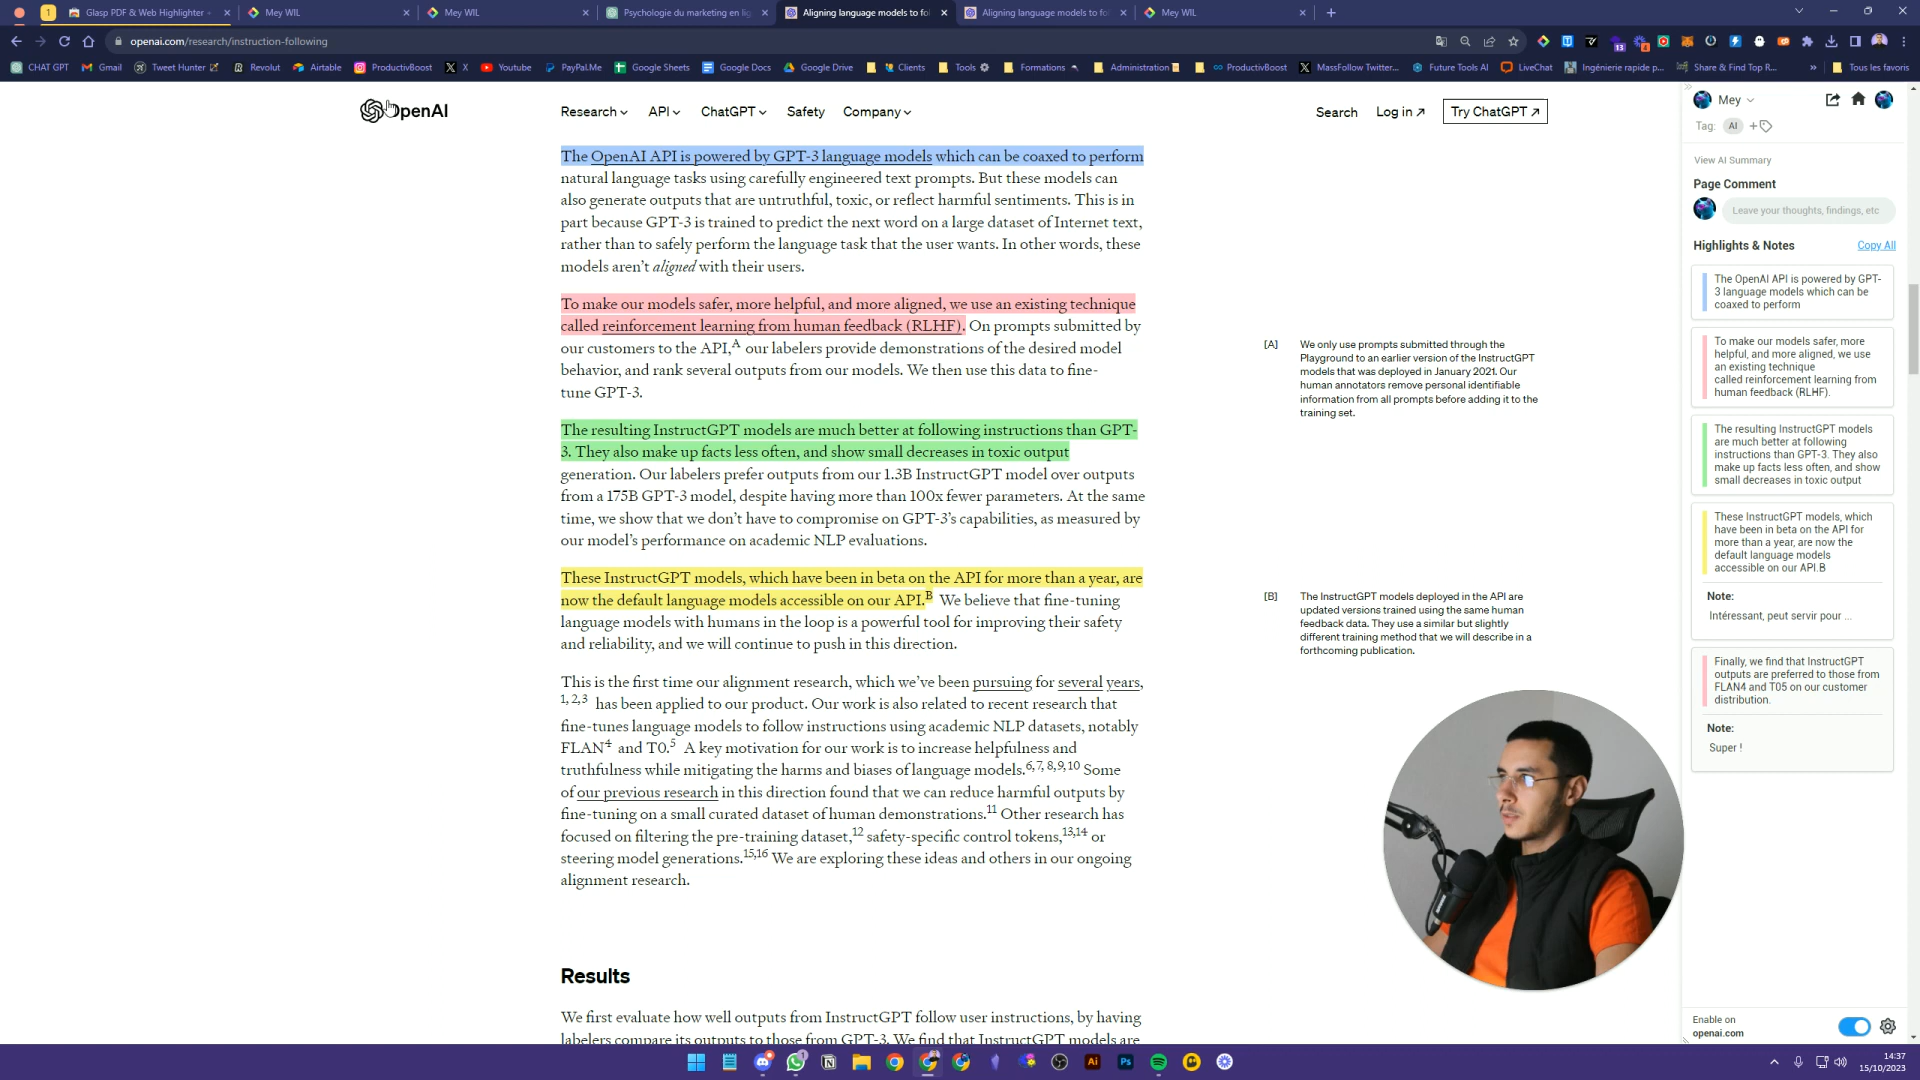 1
Glasp PDF & Web Highlighter
Mey WIL
Mey WIL
Psychologie du marketing en lig
Aligning language models to fol
Aligning language models to fo
Mey WIL
openai.com/research/instruction-following
13
4
CHAT GPT
Gmail
Tweet Hunter
Revolut
Airtable
ProductivBoost
X
Youtube
PayPal.Me
Google Sheets
Google Docs
Google Drive
Clients
Tools
Formations
Administration
ProductivBoost
MassFollow Twitter...
Future Tools AI
LiveChat
Ingénierie rapide p...
Share & Find Top R...
»
Tous les favoris
OpenAI
Research
API
ChatGPT
Safety
Company
Search
Log in ↗
Try ChatGPT ↗
The OpenAI API is powered by GPT-3 language models which can be coaxed to perform
natural language tasks using carefully engineered text prompts. But these models can
also generate outputs that are untruthful, toxic, or reflect harmful sentiments. This is in
part because GPT-3 is trained to predict the next word on a large dataset of Internet text,
rather than to safely perform the language task that the user wants. In other words, these
models aren't aligned with their users.
To make our models safer, more helpful, and more aligned, we use an existing technique
called reinforcement learning from human feedback (RLHF). On prompts submitted by
our customers to the API,A our labelers provide demonstrations of the desired model
behavior, and rank several outputs from our models. We then use this data to fine-
tune GPT-3.
The resulting InstructGPT models are much better at following instructions than GPT-
3. They also make up facts less often, and show small decreases in toxic output
generation. Our labelers prefer outputs from our 1.3B InstructGPT model over outputs
from a 175B GPT-3 model, despite having more than 100x fewer parameters. At the same
time, we show that we don't have to compromise on GPT-3's capabilities, as measured by
our model's performance on academic NLP evaluations.
These InstructGPT models, which have been in beta on the API for more than a year, are
now the default language models accessible on our API.B We believe that fine-tuning
language models with humans in the loop is a powerful tool for improving their safety
and reliability, and we will continue to push in this direction.
This is the first time our alignment research, which we've been pursuing for several years,
1, 2, 3 has been applied to our product. Our work is also related to recent research that
fine-tunes language models to follow instructions using academic NLP datasets, notably
FLAN4 and T0.5 A key motivation for our work is to increase helpfulness and
truthfulness while mitigating the harms and biases of language models.6, 7, 8, 9, 10 Some
of our previous research in this direction found that we can reduce harmful outputs by
fine-tuning on a small curated dataset of human demonstrations.11 Other research has
focused on filtering the pre-training dataset,12 safety-specific control tokens,13,14 or
steering model generations.15,16 We are exploring these ideas and others in our ongoing
alignment research.
Results
We first evaluate how well outputs from InstructGPT follow user instructions, by having
labelers compare its outputs to those from GPT-3. We find that InstructGPT models are
[A] We only use prompts submitted through the
Playground to an earlier version of the InstructGPT
models that was deployed in January 2021. Our
human annotators remove personal identifiable
information from all prompts before adding it to the
training set.
[B] The InstructGPT models deployed in the API are
updated versions trained using the same human
feedback data. They use a similar but slightly
different training method that we will describe in a
forthcoming publication.
Mey
Tag: AI +
View AI Summary
Page Comment
Leave your thoughts, findings, etc
Highlights & Notes
Copy All
The OpenAI API is powered by GPT-
3 language models which can be
coaxed to perform
To make our models safer, more
helpful, and more aligned, we use
an existing technique
called reinforcement learning from
human feedback (RLHF).
The resulting InstructGPT models
are much better at following
instructions than GPT-3. They also
make up facts less often, and show
small decreases in toxic output
These InstructGPT models, which
have been in beta on the API for
more than a year, are now the
default language models
accessible on our API.B
Note:
Intéressant, peut servir pour ...
Finally, we find that InstructGPT
outputs are preferred to those from
FLAN4 and T05 on our customer
distribution.
Note:
Super !
Enable on
openai.com
1
Ai
Ps
14:37
15/10/2023